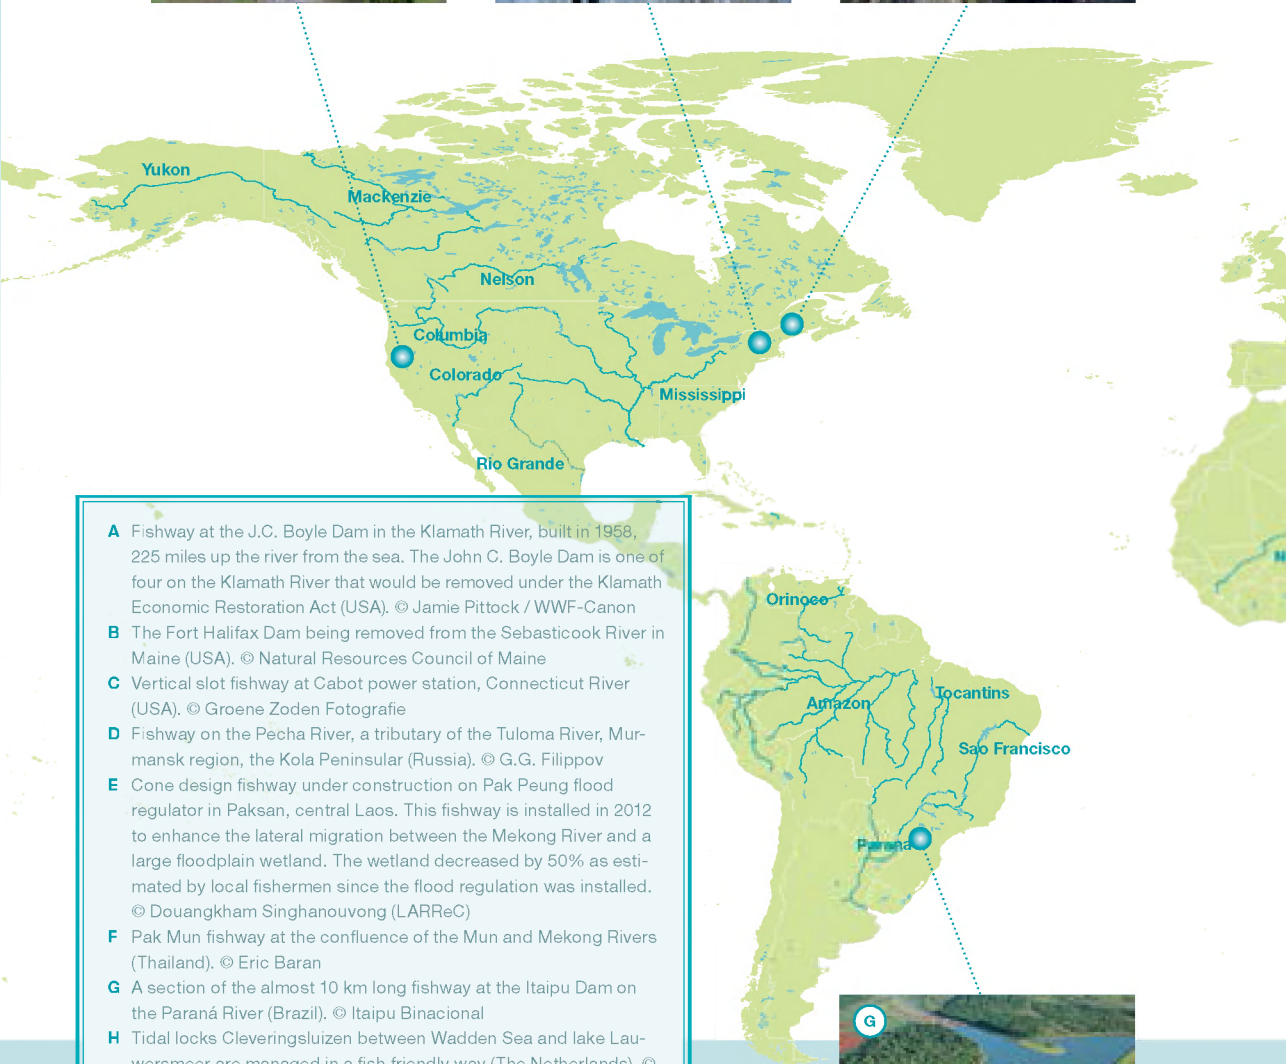 Yukon
Mackenzie
Nelson
Columbia
Colorado
Mississippi
Rio Grande
A Fishway at the J.C. Boyle Dam in the Klamath River, built in 1958,
225 miles up the river from the sea. The John C. Boyle Dam is one of
four on the Klamath River that would be removed under the Klamath
Economic Restoration Act (USA). © Jamie Pittock / WWF-Canon
B The Fort Halifax Dam being removed from the Sebasticook River in
Maine (USA). © Natural Resources Council of Maine
C Vertical slot fishway at Cabot power station, Connecticut River
(USA). © Groene Zoden Fotografie
D Fishway on the Pecha River, a tributary of the Tuloma River, Mur-
mansk region, the Kola Peninsular (Russia). © G.G. Filippov
E Cone design fishway under construction on Pak Peung flood
regulator in Paksan, central Laos. This fishway is installed in 2012
to enhance the lateral migration between the Mekong River and a
large floodplain wetland. The wetland decreased by 50% as esti-
mated by local fishermen since the flood regulation was installed.
© Douangkham Singhanouvong (LARReC)
F Pak Mun fishway at the confluence of the Mun and Mekong Rivers
(Thailand). © Eric Baran
G A section of the almost 10 km long fishway at the Itaipu Dam on
the Paraná River (Brazil). © Itaipu Binacional
H Tidal locks Cleveringsluizen between Wadden Sea and lake Lau-
wersmeer are managed in a fish friendly way (The Netherlands). ©
Orinoco
Amazon
Tocantins
Sao Francisco
Parana
G